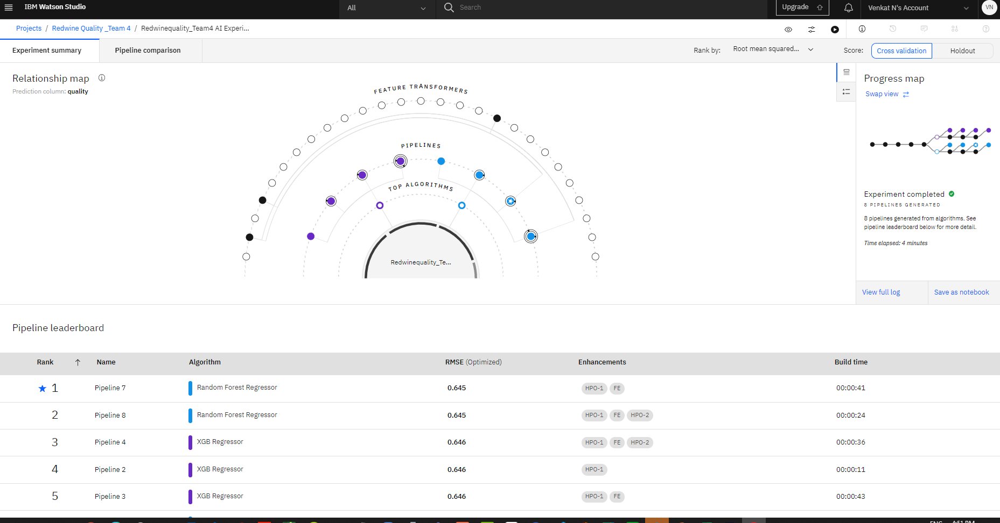 IBM Watson Studio
All
Search
Upgrade
Venkat N's Account
VN
Projects / Redwine Quality _Team 4 / Redwinequality_Team4 AI Experi...
Experiment summary
Pipeline comparison
Rank by: Root mean squared...
Score: Cross validation Holdout
Relationship map
Prediction column: quality
FEATURE TRANSFORMERS
PIPELINES
TOP ALGORITHMS
Redwinequality_Te...
Progress map
Swap view
Experiment completed
8 PIPELINES GENERATED
8 pipelines generated from algorithms. See
pipeline leaderboard below for more detail.
Time elapsed: 4 minutes
View full log
Save as notebook
Pipeline leaderboard
Rank Name Algorithm RMSE (Optimized) Enhancements Build time
1 Pipeline 7 Random Forest Regressor 0.645 HPO-1 FE 00:00:41
2 Pipeline 8 Random Forest Regressor 0.645 HPO-1 FE HPO-2 00:00:24
3 Pipeline 4 XGB Regressor 0.646 HPO-1 FE HPO-2 00:00:36
4 Pipeline 2 XGB Regressor 0.646 HPO-1 00:00:11
5 Pipeline 3 XGB Regressor 0.646 HPO-1 FE 00:00:43
ENG 4:51 PM